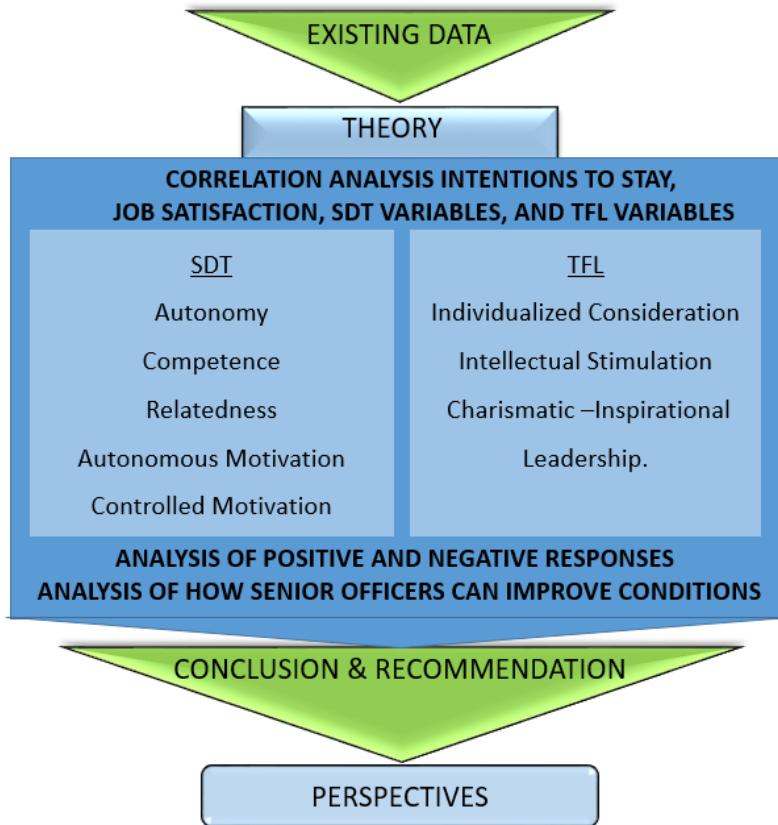 EXISTING DATA
THEORY
CORRELATION ANALYSIS INTENTIONS TO STAY,
JOB SATISFACTION, SDT VARIABLES, AND TFL VARIABLES
SDT
Autonomy
Competence
Relatedness
Autonomous Motivation
Controlled Motivation
TFL
Individualized Consideration
Intellectual Stimulation
Charismatic –Inspirational
Leadership.
ANALYSIS OF POSITIVE AND NEGATIVE RESPONSES
ANALYSIS OF HOW SENIOR OFFICERS CAN IMPROVE CONDITIONS
CONCLUSION & RECOMMENDATION
PERSPECTIVES